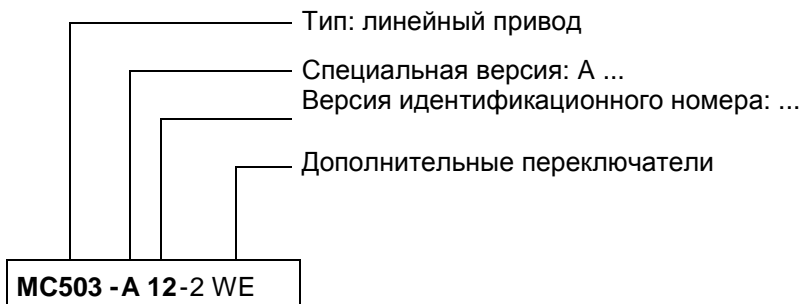 Тип: линейный привод
Специальная версия: А ...
Версия идентификационного номера: ...
Дополнительные переключатели
MC503 - A 12-2 WE